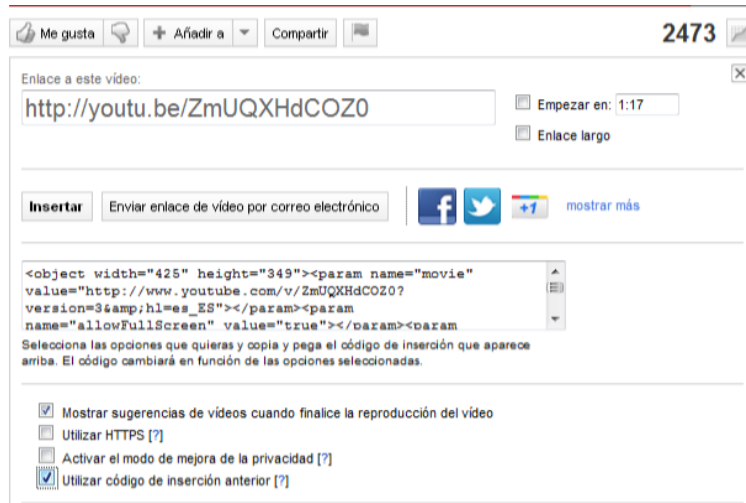 Me gusta Añadir a Compartir 2473
Enlace a este vídeo:
http://youtu.be/ZmUQXHdCOZ0
Empezar en: 1:17
Enlace largo
Insertar Enviar enlace de vídeo por correo electrónico +1 mostrar más
<object width="425" height="349"><param name="movie"
value="http://www.youtube.com/v/ZmUQXHdCOZ0?
version=3&amp;hl=es_ES"></param><param
name="allowFullScreen" value="true"></param><param
Selecciona las opciones que quieras y copia y pega el código de inserción que aparece
arriba. El código cambiará en función de las opciones seleccionadas.
Mostrar sugerencias de vídeos cuando finalice la reproducción del vídeo
Utilizar HTTPS [?]
Activar el modo de mejora de la privacidad [?]
Utilizar código de inserción anterior [?]